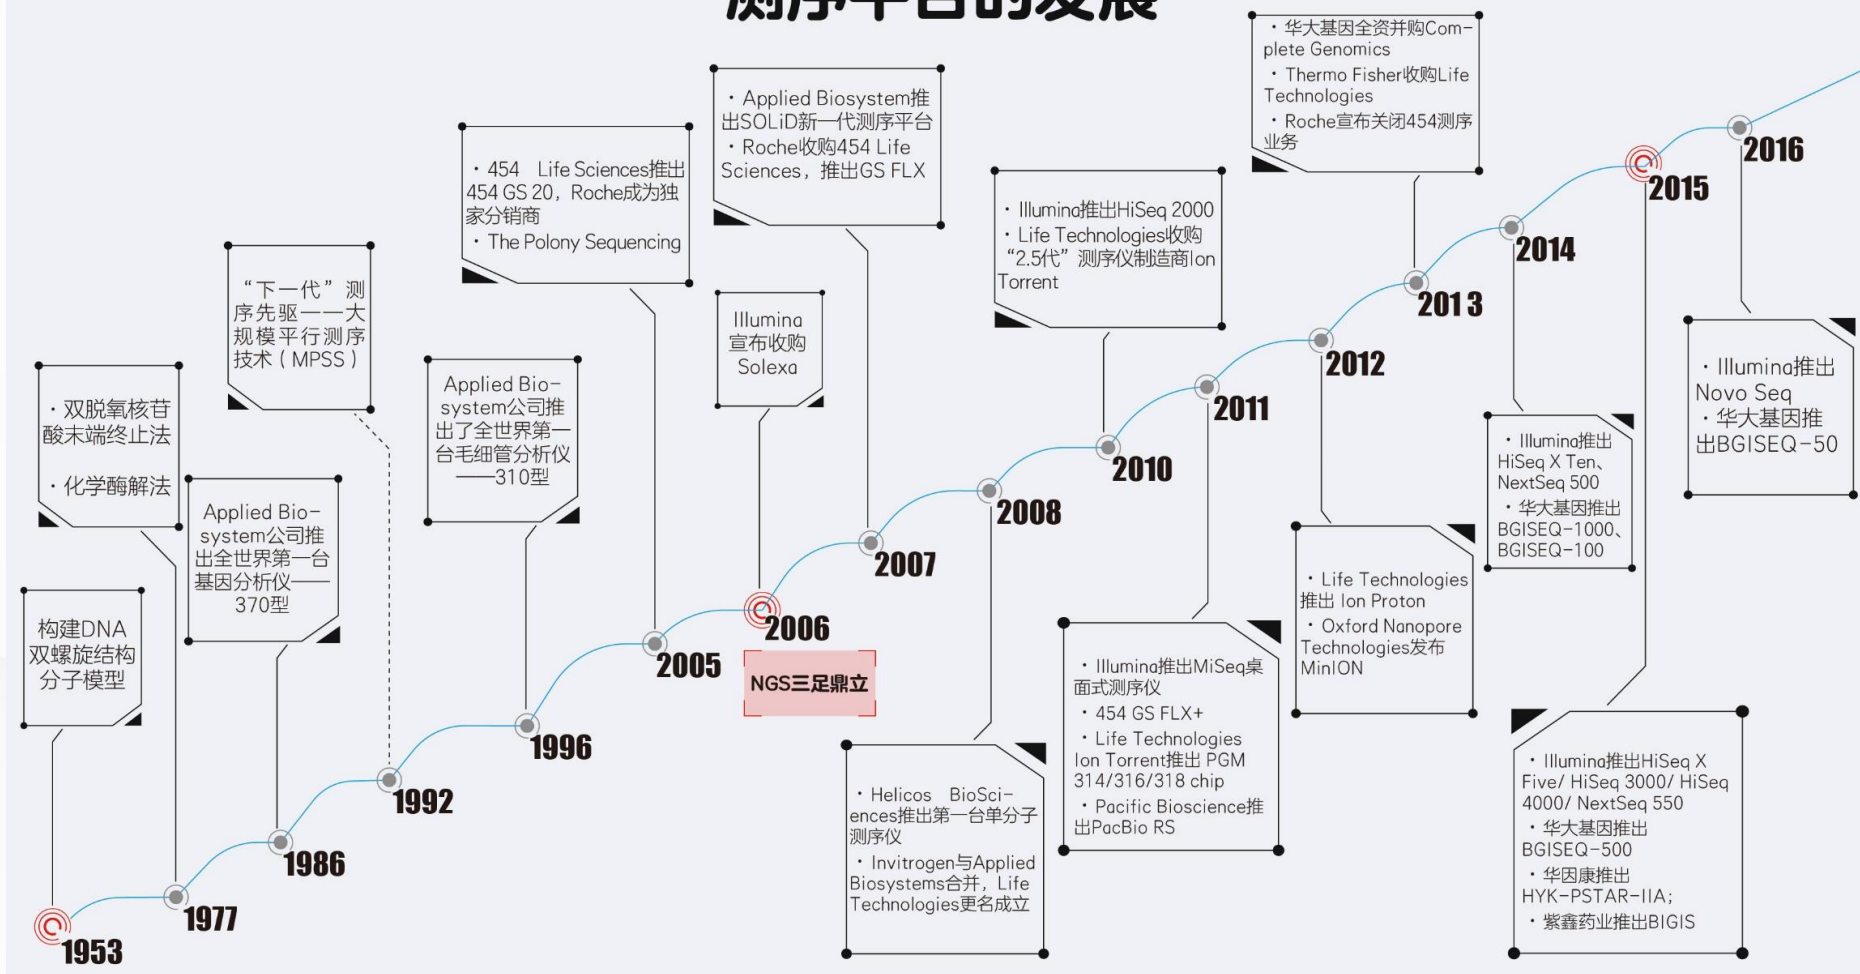 测序平台的发展
构建DNA
双螺旋结构
分子模型
1953
· 双脱氧核苷
酸末端终止法
· 化学酶解法
1977
Applied Bio-
system公司推
出全世界第一台
基因分析仪——
370型
1986
“下一代”测
序先驱——大
规模平行测序
技术（MPSS）
1992
Applied Bio-
system公司推
出了全世界第一
台毛细管分析仪
——310型
1996
· 454 Life Sciences推出
454 GS 20，Roche成为独
家分销商
· The Polony Sequencing
2005
Illumina
宣布收购
Solexa
2006
NGS三足鼎立
· Applied Biosystem推
出SOLiD新一代测序平台
· Roche收购454 Life
Sciences，推出GS FLX
2007
2008
· Helicos BioSci-
ences推出第一台单分子
测序仪
· Invitrogen与Applied
Biosystems合并，Life
Technologies更名成立
· Illumina推出HiSeq 2000
· Life Technologies收购
“2.5代”测序仪制造商Ion
Torrent
2010
2011
· Illumina推出MiSeq桌
面式测序仪
· 454 GS FLX+
· Life Technologies
Ion Torrent推出 PGM
314/316/318 chip
· Pacific Bioscience推
出PacBio RS
2012
· Life Technologies
推出 Ion Proton
· Oxford Nanopore
Technologies发布
MinION
· 华大基因全资并购Com-
plete Genomics
· Thermo Fisher收购Life
Technologies
· Roche宣布关闭454测序
业务
201 3
2014
· Illumina推出
HiSeq X Ten、
NextSeq 500
· 华大基因推出
BGISEQ-1000、
BGISEQ-100
2015
· Illumina推出HiSeq X
Five/ HiSeq 3000/ HiSeq
4000/ NextSeq 550
· 华大基因推出
BGISEQ-500
· 华因康推出
HYK-PSTAR-IIA;
· 紫鑫药业推出BIGIS
2016
· Illumina推出
Novo Seq
· 华大基因推
出BGISEQ-50